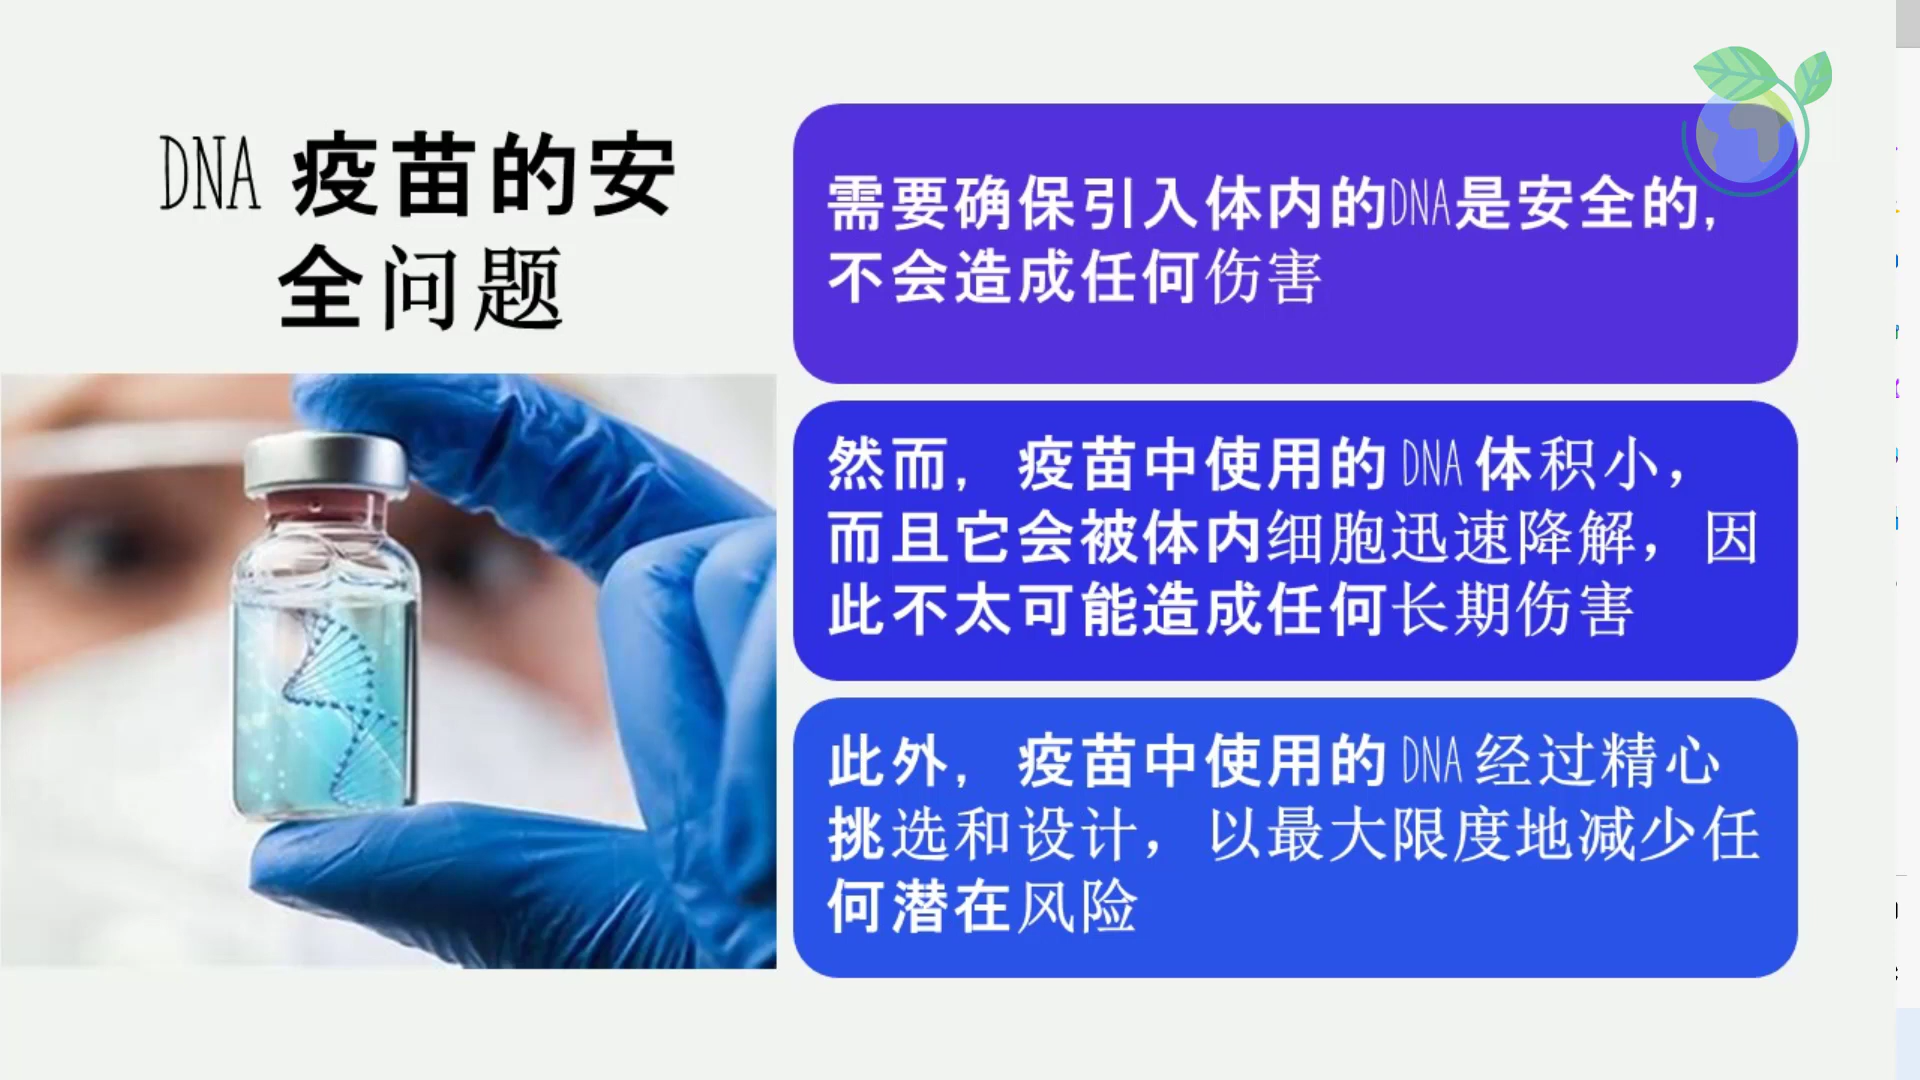 DNA 疫苗的安
全问题
需要确保引入体内的DNA是安全的,
不会造成任何伤害
然而, 疫苗中使用的 DNA 体积小，
而且它会被体内细胞迅速降解，因
此不太可能造成任何长期伤害
此外, 疫苗中使用的 DNA 经过精心
挑选和设计，以最大限度地减少任
何潜在风险